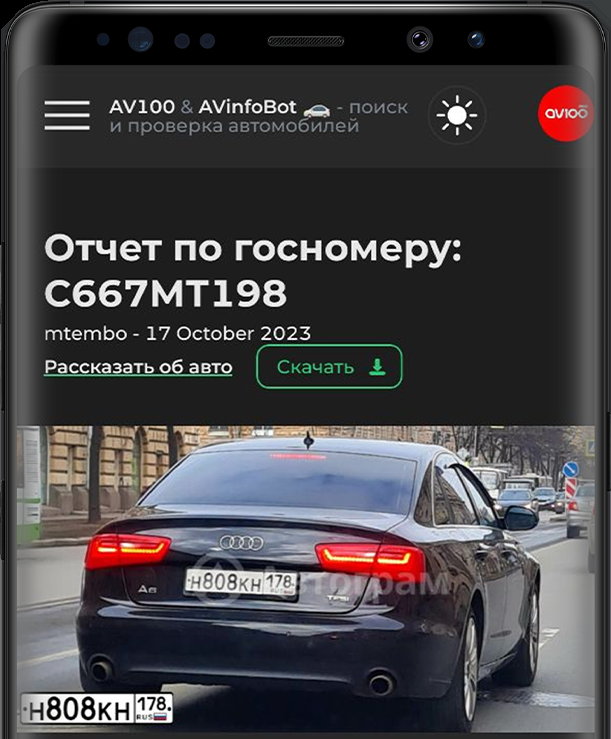 AV100 & AVinfoBot - поиск
и проверка автомобилей
AV100
Отчет по госномеру:
С667МТ198
mtembo - 17 October 2023
Рассказать об авто
Скачать
A6
Н808КН 178
TFSI
Автограм
Н808КН 178
RUS